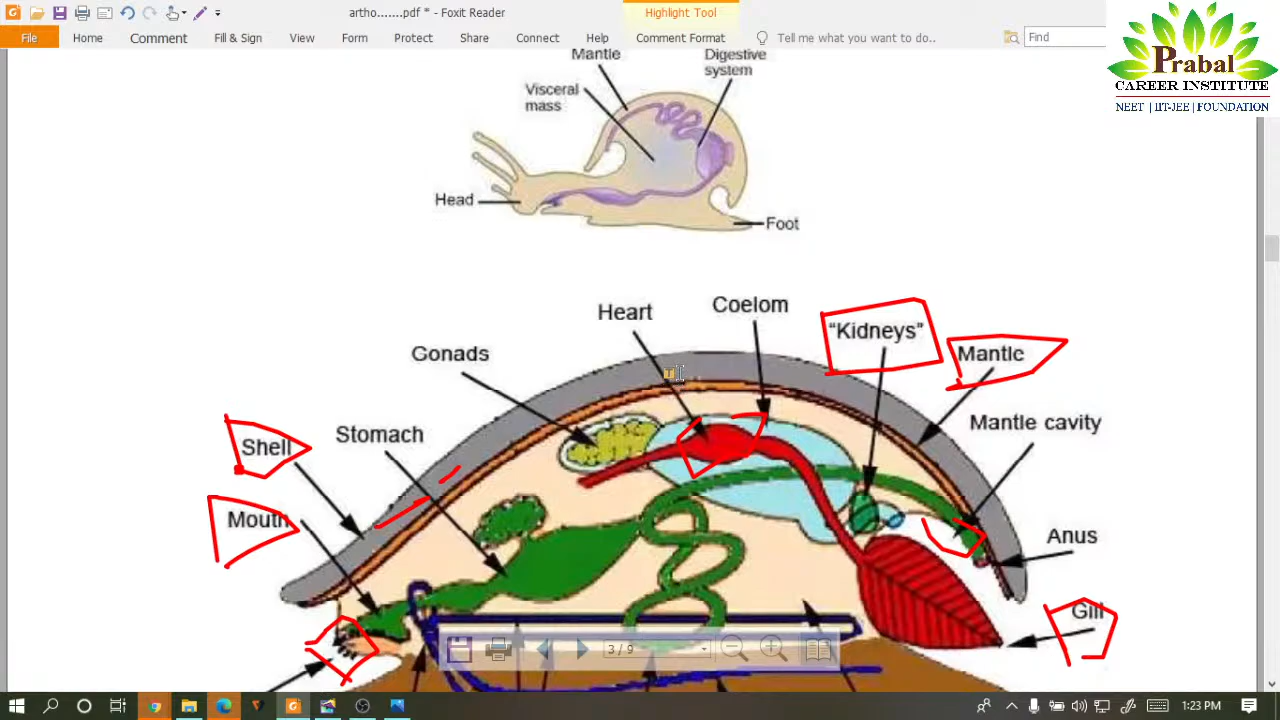 artho.......pdf * - Foxit Reader
Highlight Tool
File
Home
Comment
Fill & Sign
View
Form
Protect
Share
Connect
Help
Comment Format
Tell me what you want to do..
Find
Prabal
CAREER INSTITUTE
NEET | IIT-JEE | FOUNDATION
Mantle
Digestive
system
Visceral
mass
Head
Foot
Heart
Coelom
"Kidneys"
Gonads
Mantle
Mantle cavity
Shell
Stomach
Mouth
Anus
Gill
3 / 9
1:23 PM